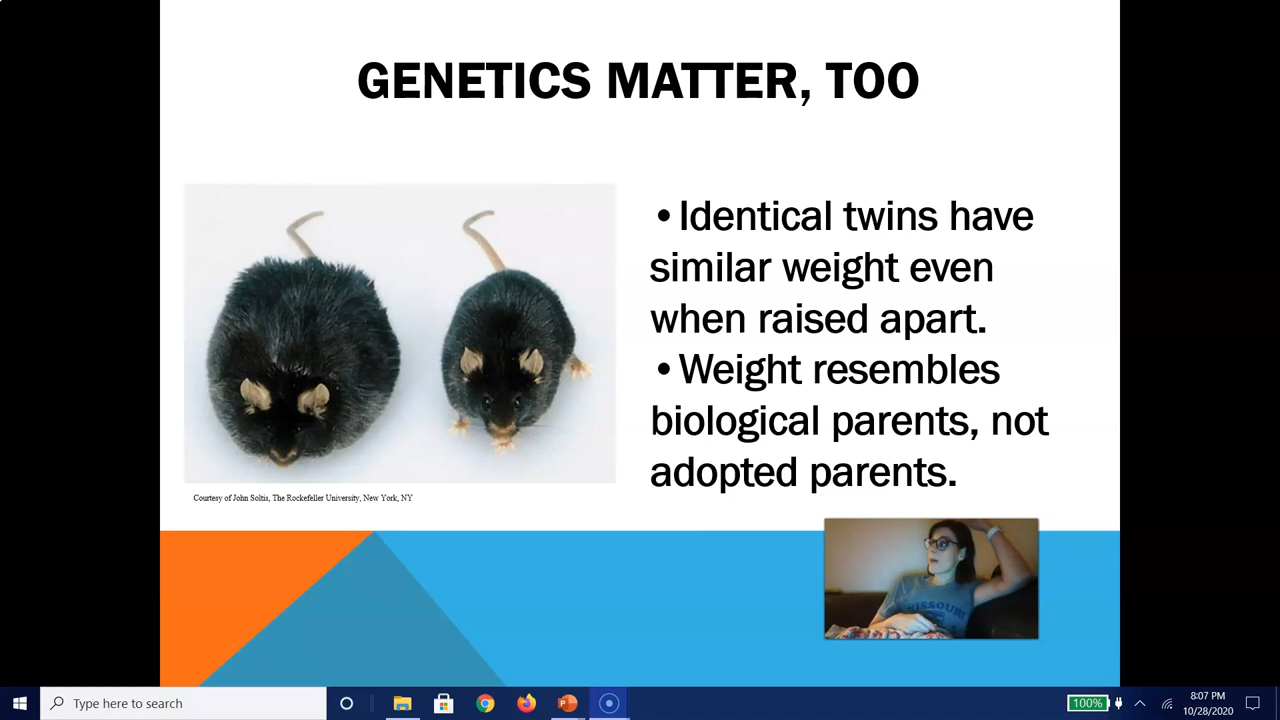 GENETICS MATTER, TOO
•Identical twins have
similar weight even
when raised apart.
•Weight resembles
biological parents, not
adopted parents.
Courtesy of John Soltis, The Rockefeller University, New York, NY
MISSOURI
Type here to search
100%
8:07 PM
10/28/2020